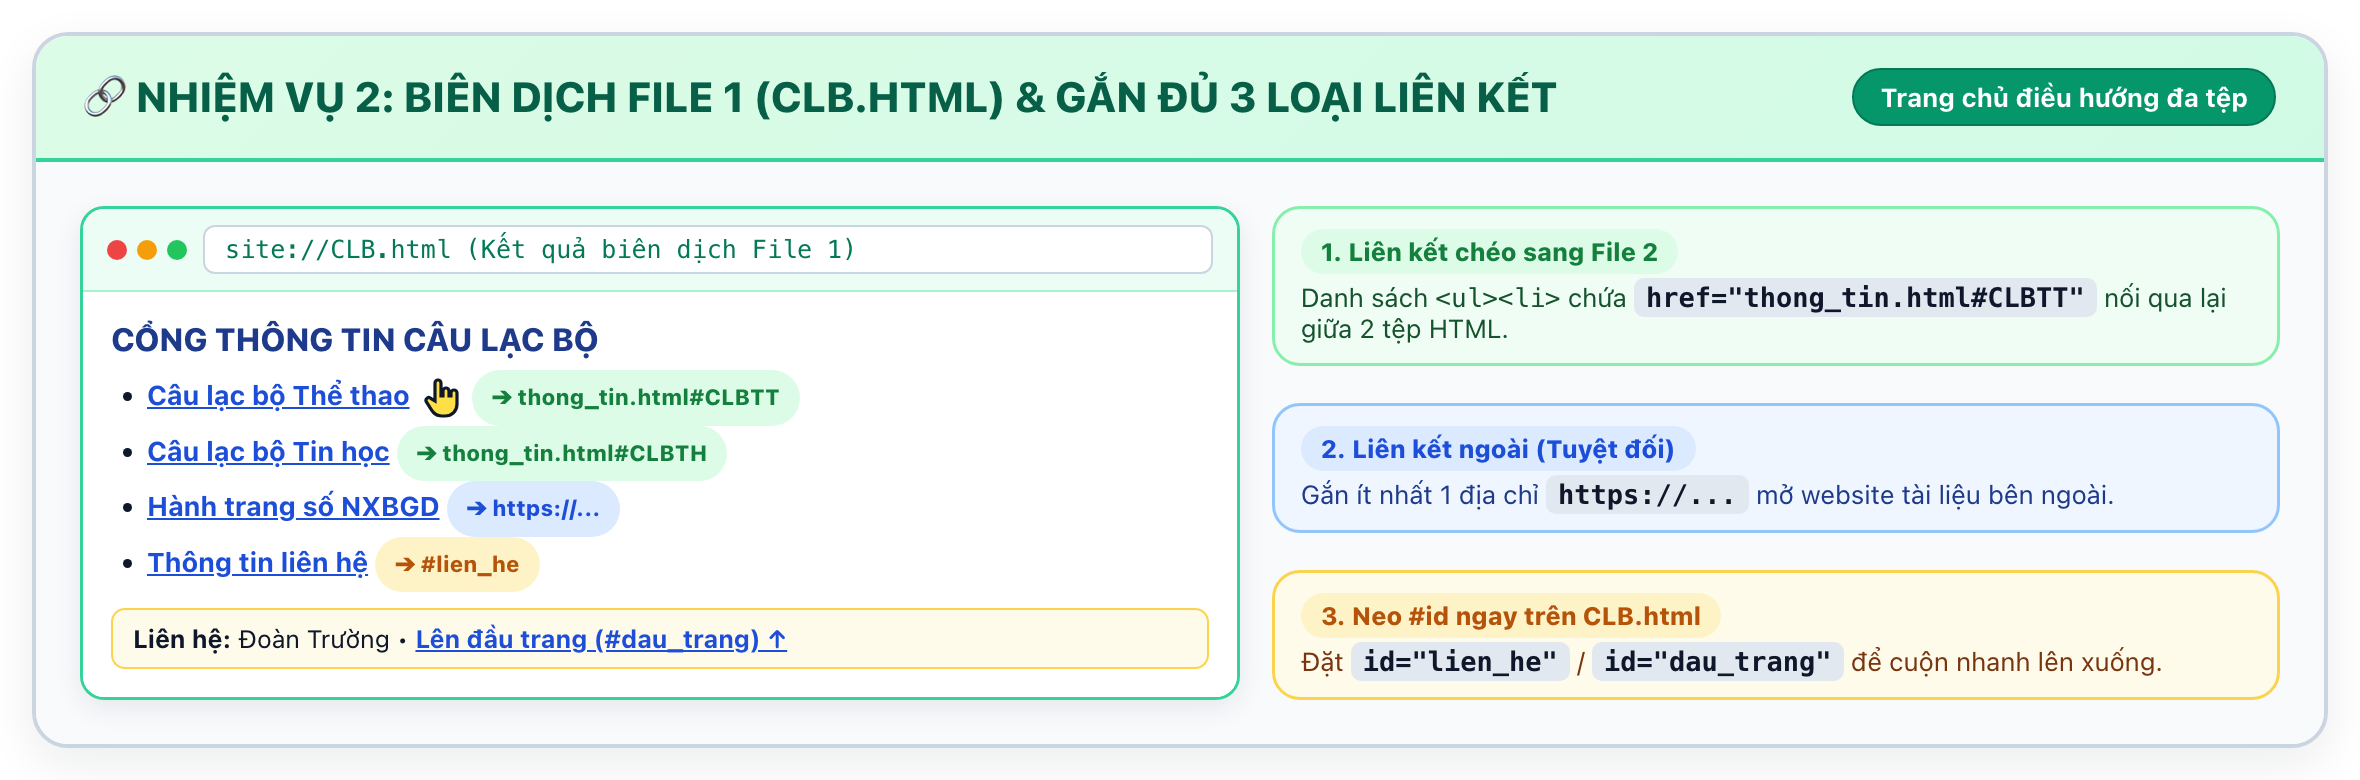 🔗 NHIỆM VỤ 2: BIÊN DỊCH FILE 1 (CLB.HTML) & GẮN ĐỦ 3 LOẠI LIÊN KẾT
Trang chủ điều hướng đa tệp
site://CLB.html (Kết quả biên dịch File 1)
CỔNG THÔNG TIN CÂU LẠC BỘ
• Câu lạc bộ Thể thao 👆 ➔ thong_tin.html#CLBTT
• Câu lạc bộ Tin học ➔ thong_tin.html#CLBTH
• Hành trang số NXBGD ➔ https://...
• Thông tin liên hệ ➔ #lien_he
Liên hệ: Đoàn Trường • Lên đầu trang (#dau_trang) ↑
1. Liên kết chéo sang File 2
Danh sách <ul><li> chứa href="thong_tin.html#CLBTT" nối qua lại
giữa 2 tệp HTML.
2. Liên kết ngoài (Tuyệt đối)
Gắn ít nhất 1 địa chỉ https://... mở website tài liệu bên ngoài.
3. Neo #id ngay trên CLB.html
Đặt id="lien_he" / id="dau_trang" để cuộn nhanh lên xuống.